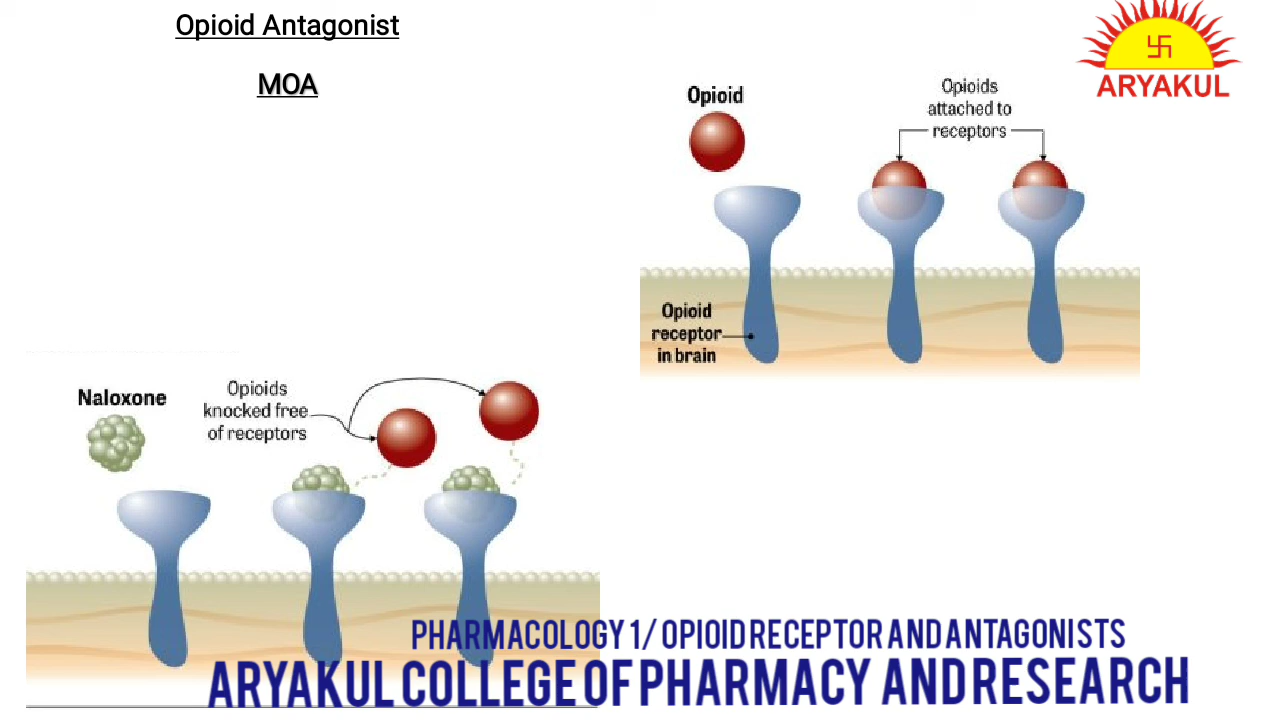 Opioid Antagonist
MOA
ARYAKUL
Opioid
Opioids
attached to
receptors
Opioid
receptor
in brain
Naloxone
Opioids
knocked free
of receptors
PHARMACOLOGY 1/ OPIOID RECEPTOR AND ANTAGONISTS
ARYAKUL COLLEGE OF PHARMACY AND RESEARCH